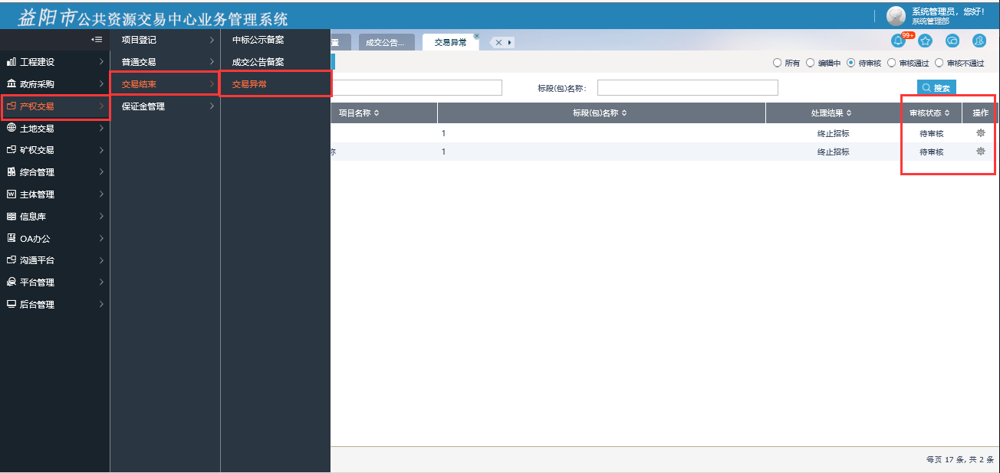 益阳市公共资源交易中心业务管理系统
系统管理员，您好！
系统管理部
99+
工程建设
政府采购
产权交易
土地交易
矿权交易
综合管理
主体管理
信息库
OA办公
沟通平台
平台管理
后台管理
项目登记
普通交易
交易结束
保证金管理
中标公示备案
成交公告备案
交易异常
成交公告...
交易异常
所有 编辑中 待审核 审核通过 审核不通过
标段(包)名称：
搜索
项目名称 标段(包)名称 处理结果 审核状态 操作
1 终止招标 待审核
称 1 终止招标 待审核
每页 17 条, 共 2 条